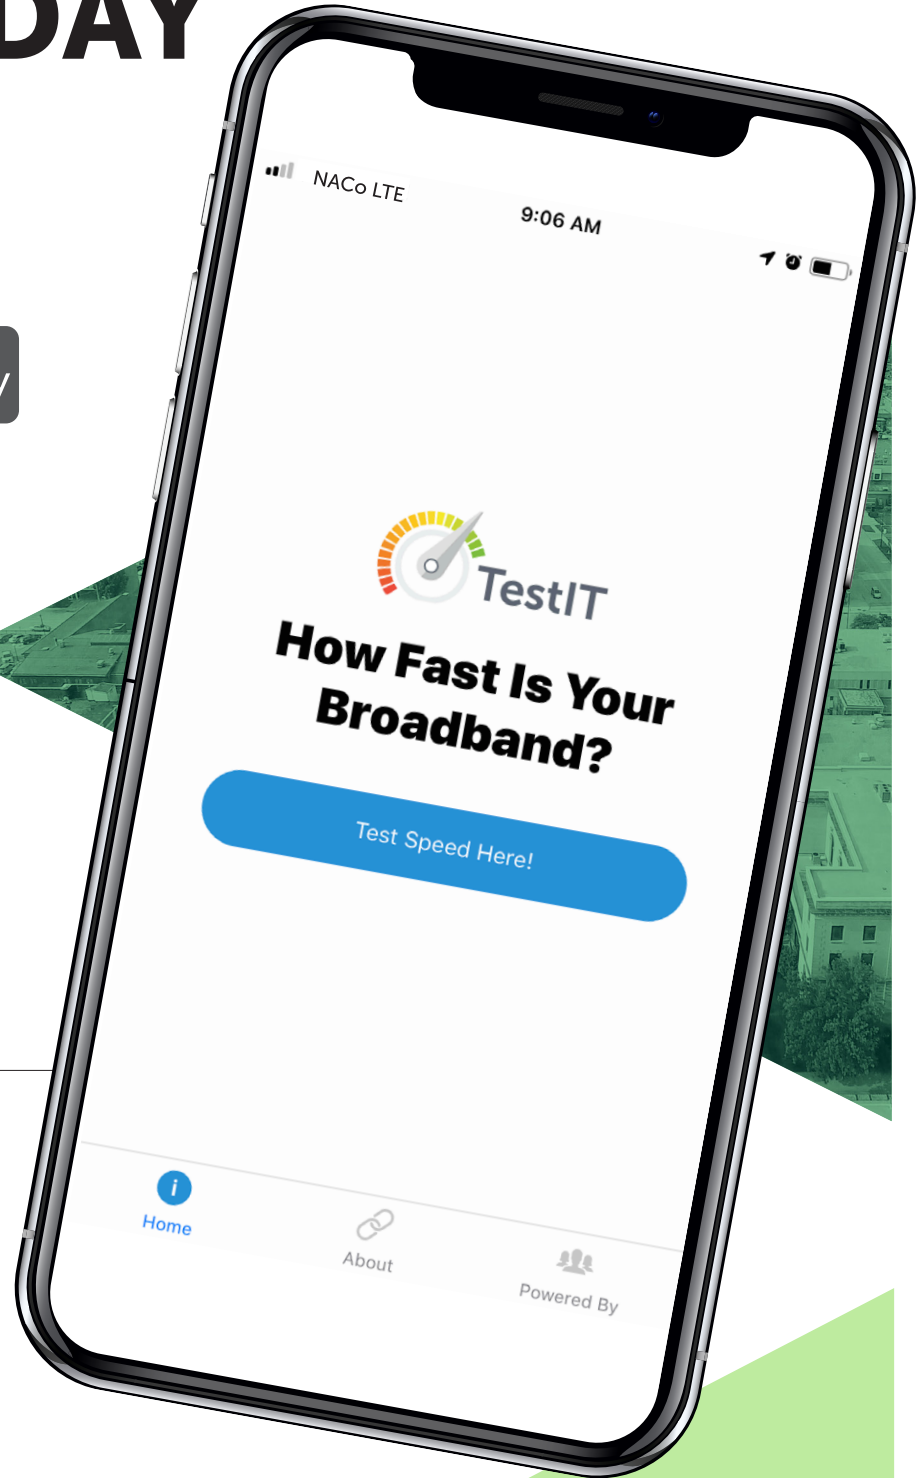 DAY
NACo LTE
9:06 AM
y
TestIT
How Fast Is Your
Broadband?
Test Speed Here!
Home
About
Powered By